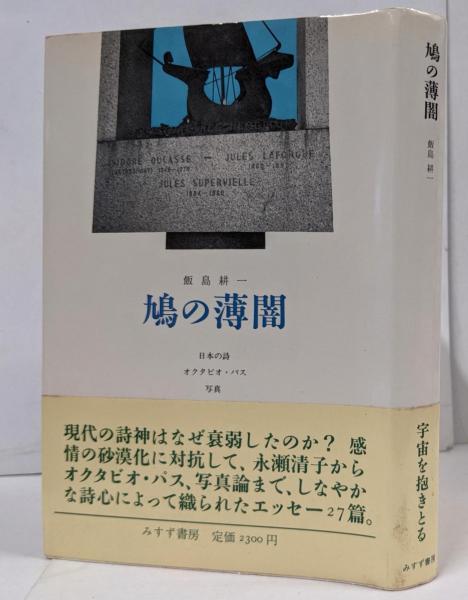 ISIDORE DUCASSE — JULES LAFORGUE
JULES SUPERVIELLE
1884 - 1960
飯島耕一
鳩の薄闇
日本の詩
オクタビオ・パス
写真
現代の詩神はなぜ衰弱したのか? 感
情の砂漠化に対抗して、永瀬清子から
オクタビオ・パス、写真論まで、しなやか
な詩心によって織られたエッセー27篇。
みすず書房 定価2300円
鳩の薄闇
飯島耕一
宇宙を抱きとる
みすず書房